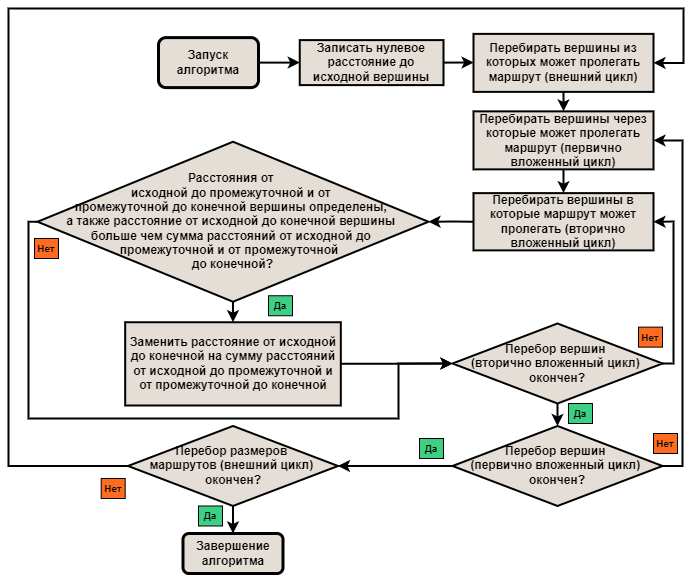 Запуск
алгоритма
Записать нулевое
расстояние до
исходной вершины
Перебирать вершины из
которых может пролегать
маршрут (внешний цикл)
Перебирать вершины через
которые может пролегать
маршрут (первично
вложенный цикл)
Перебирать вершины в
которые маршрут может
пролегать (вторично
вложенный цикл)
Расстояния от
исходной до промежуточной и от
промежуточной до конечной вершины определены,
а также расстояние от исходной до конечной вершины
больше чем сумма расстояний от исходной до
промежуточной и от промежуточной
до конечной?
Нет
Да
Заменить расстояние от исходной
до конечной на сумму расстояний
от исходной до промежуточной и
от промежуточной до конечной
Перебор вершин
(вторично вложенный цикл)
окончен?
Нет
Да
Перебор вершин
(первично вложенный цикл)
окончен?
Нет
Да
Перебор размеров
маршрутов (внешний цикл)
окончен?
Нет
Да
Завершение
алгоритма